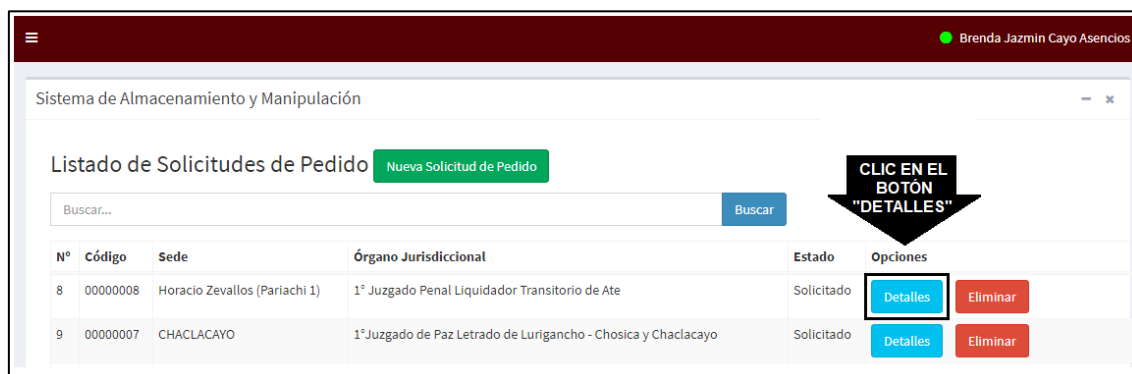 Brenda Jazmin Cayo Asencios
Sistema de Almacenamiento y Manipulación
Listado de Solicitudes de Pedido Nueva Solicitud de Pedido
CLIC EN EL
BOTÓN
"DETALLES"
Buscar... Buscar
Nº Código Sede Órgano Jurisdiccional Estado Opciones
8 00000008 Horacio Zevallos (Pariachi 1) 1° Juzgado Penal Liquidador Transitorio de Ate Solicitado Detalles Eliminar
9 00000007 CHACLACAYO 1°Juzgado de Paz Letrado de Lurigancho - Chosica y Chaclacayo Solicitado Detalles Eliminar